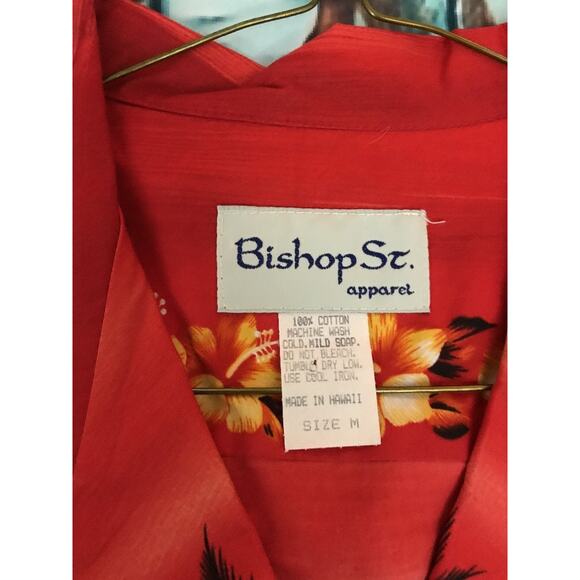 Bishop St.
apparel
100% COTTON
MACHINE WASH
COLD. MILD SOAP.
DO NOT BLEACH.
TUMBLE DRY LOW.
USE COOL IRON.
MADE IN HAWAII
SIZE M